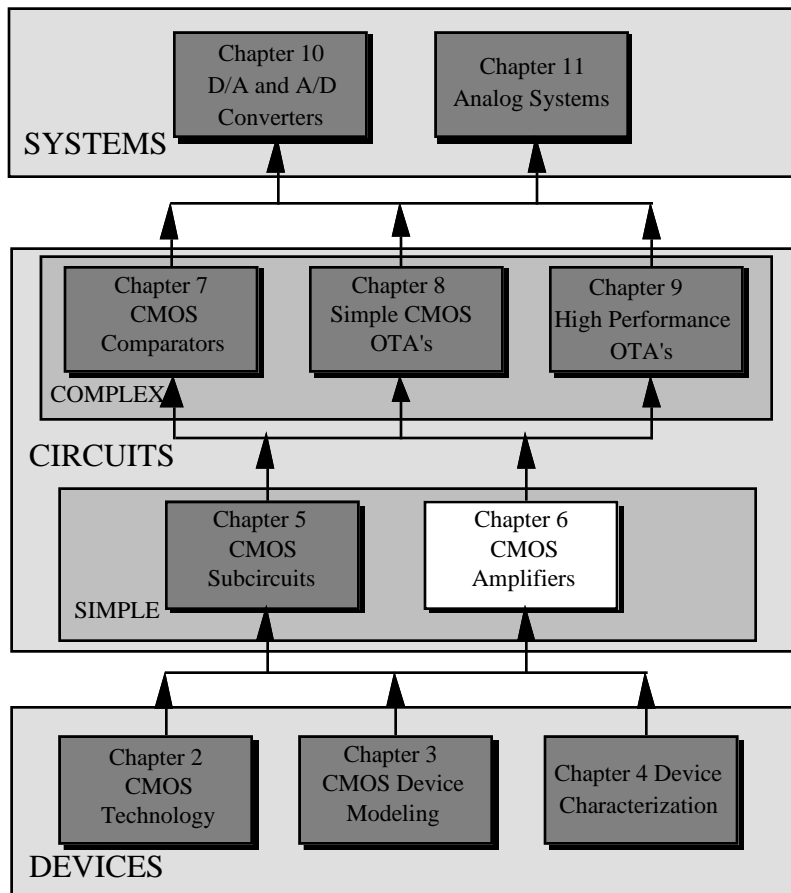 Chapter 10
D/A and A/D
Converters
Chapter 11
Analog Systems
SYSTEMS
Chapter 7
CMOS
Comparators
Chapter 8
Simple CMOS
OTA's
Chapter 9
High Performance
OTA's
COMPLEX
CIRCUITS
Chapter 5
CMOS
Subcircuits
Chapter 6
CMOS
Amplifiers
SIMPLE
Chapter 2
CMOS
Technology
Chapter 3
CMOS Device
Modeling
Chapter 4 Device
Characterization
DEVICES